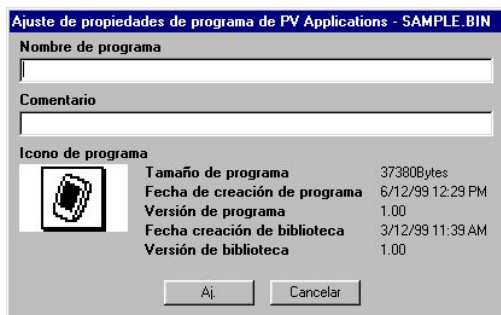 Ajuste de propiedades de programa de PV Applications - SAMPLE.BIN
Nombre de programa
Comentario
Icono de programa
Tamaño de programa 37380Bytes
Fecha de creación de programa 6/12/99 12:29 PM
Versión de programa 1.00
Fecha creación de biblioteca 3/12/99 11:39 AM
Versión de biblioteca 1.00
Aj. Cancelar